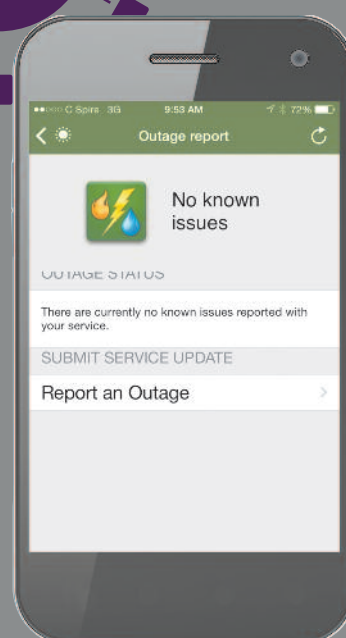 C Spire 3G 9:53 AM 72%
Outage report
No known
issues
OUTAGE STATUS
There are currently no known issues reported with
your service.
SUBMIT SERVICE UPDATE
Report an Outage